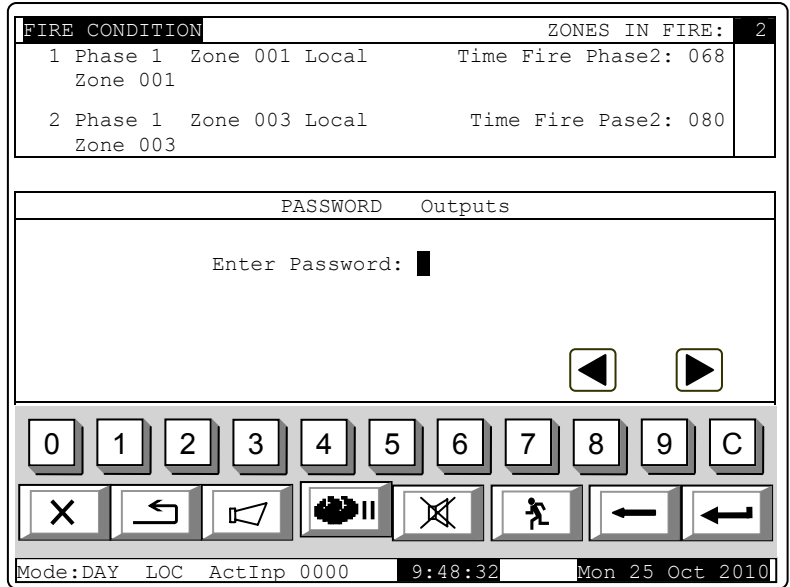 FIRE CONDITION ZONES IN FIRE: 2
1 Phase 1 Zone 001 Local Time Fire Phase2: 068
Zone 001
2 Phase 1 Zone 003 Local Time Fire Pase2: 080
Zone 003
PASSWORD Outputs
Enter Password:
0 1 2 3 4 5 6 7 8 9 C
Mode:DAY LOC ActInp 0000 9:48:32 Mon 25 Oct 2010